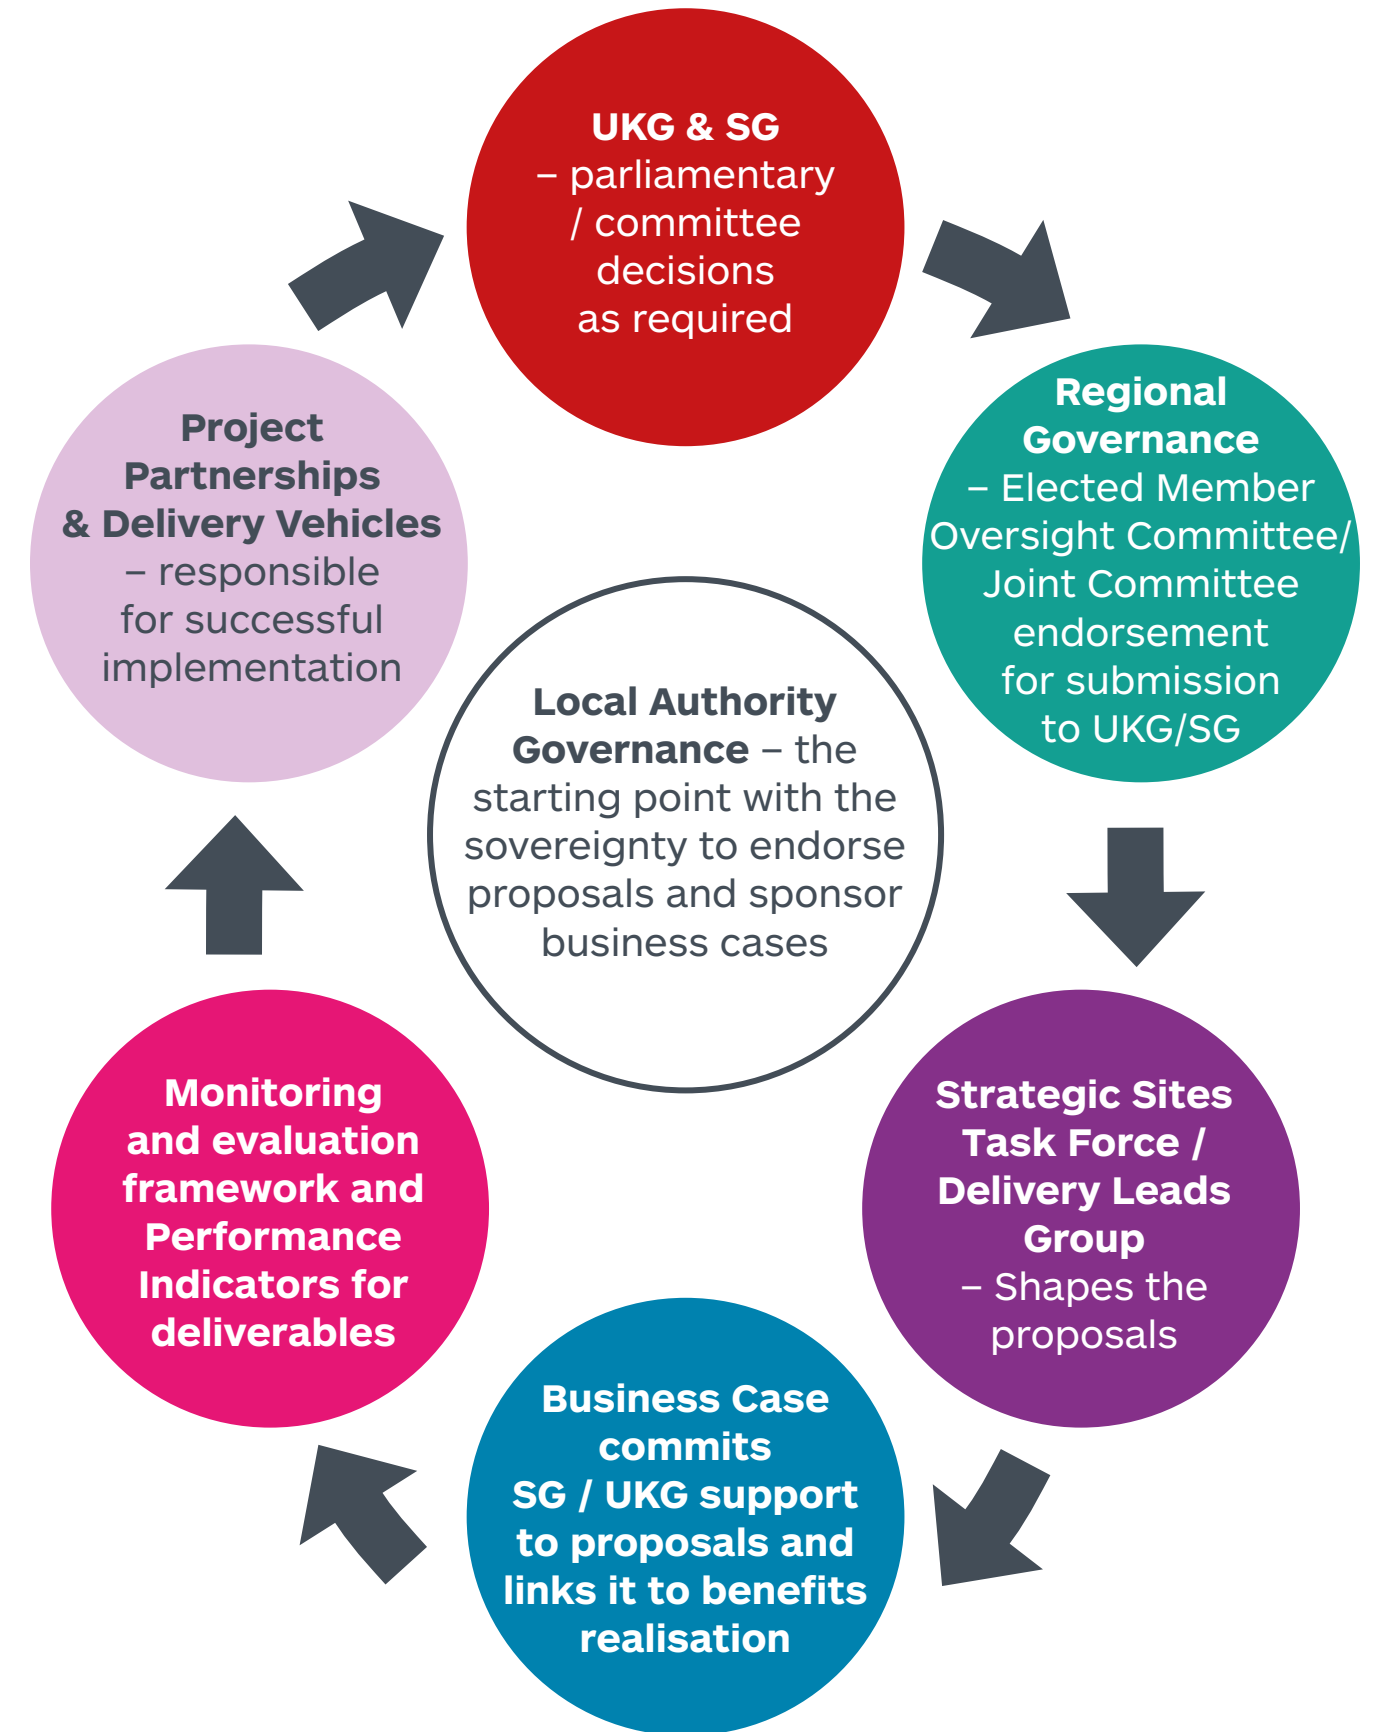 UKG & SG
– parliamentary
/ committee
decisions
as required
Regional
Governance
– Elected Member
Oversight Committee/
Joint Committee
endorsement
for submission
to UKG/SG
Strategic Sites
Task Force /
Delivery Leads
Group
– Shapes the
proposals
Business Case
commits
SG / UKG support
to proposals and
links it to benefits
realisation
Monitoring
and evaluation
framework and
Performance
Indicators for
deliverables
Project
Partnerships
& Delivery Vehicles
– responsible
for successful
implementation
Local Authority
Governance – the
starting point with the
sovereignty to endorse
proposals and sponsor
business cases